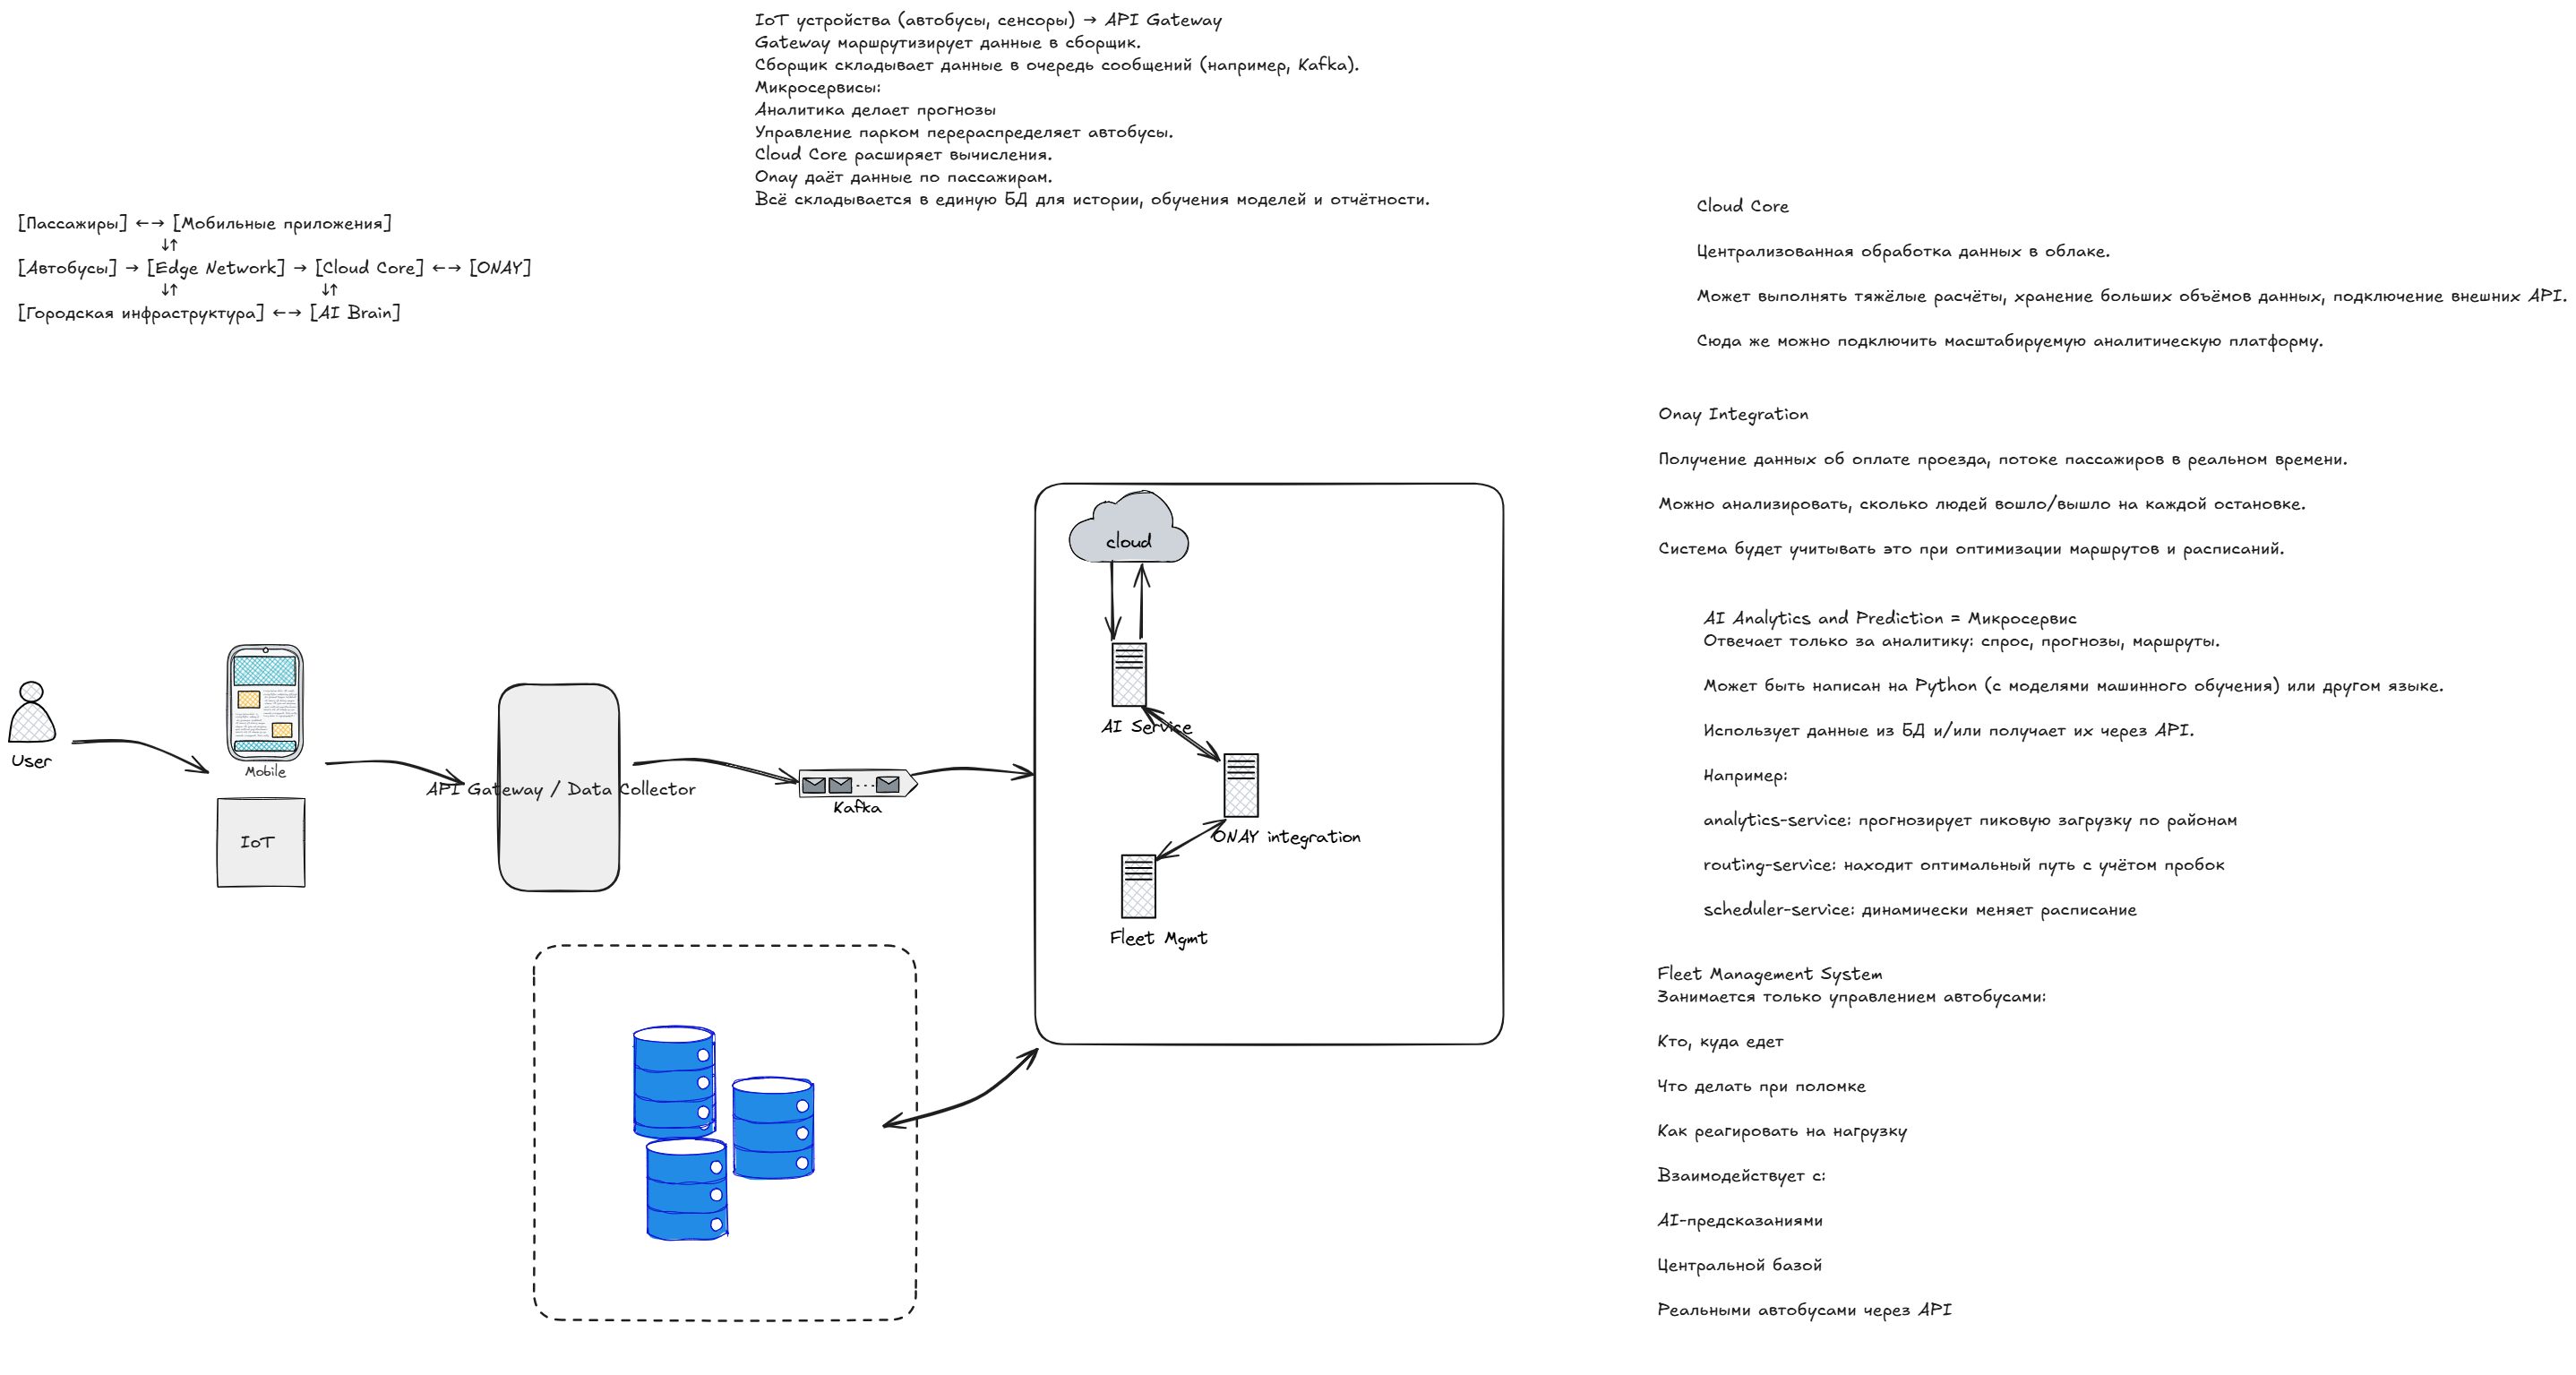 IoT устройства (автобусы, сенсоры) → API Gateway
Gateway маршрутизирует данные в сборщик.
Сборщик складывает данные в очередь сообщений (например, Kafka).
Микросервисы:
Аналитика делает прогнозы
Управление парком перераспределяет автобусы.
Cloud Core расширяет вычисления.
Onay даёт данные по пассажирам.
Всё складывается в единую БД для истории, обучения моделей и отчётности.
[Пассажиры] ←→ [Мобильные приложения]
↓↑
[Автобусы] → [Edge Network] → [Cloud Core] ←→ [ONAY]
↓↑ ↓↑
[Городская инфраструктура] ←→ [AI Brain]
User
Mobile
IoT
API Gateway / Data Collector
Kafka
cloud
AI Service
ONAY integration
Fleet Mgmt
Cloud Core
Централизованная обработка данных в облаке.
Может выполнять тяжёлые расчёты, хранение больших объёмов данных, подключение внешних API.
Сюда же можно подключить масштабируемую аналитическую платформу.
Onay Integration
Получение данных об оплате проезда, потоке пассажиров в реальном времени.
Можно анализировать, сколько людей вошло/вышло на каждой остановке.
Система будет учитывать это при оптимизации маршрутов и расписаний.
AI Analytics and Prediction = Микросервис
Отвечает только за аналитику: спрос, прогнозы, маршруты.
Может быть написан на Python (с моделями машинного обучения) или другом языке.
Использует данные из БД и/или получает их через API.
Например:
analytics-service: прогнозирует пиковую загрузку по районам
routing-service: находит оптимальный путь с учётом пробок
scheduler-service: динамически меняет расписание
Fleet Management System
Занимается только управлением автобусами:
Кто, куда едет
Что делать при поломке
Как реагировать на нагрузку
Взаимодействует с:
AI-предсказаниями
Центральной базой
Реальными автобусами через API